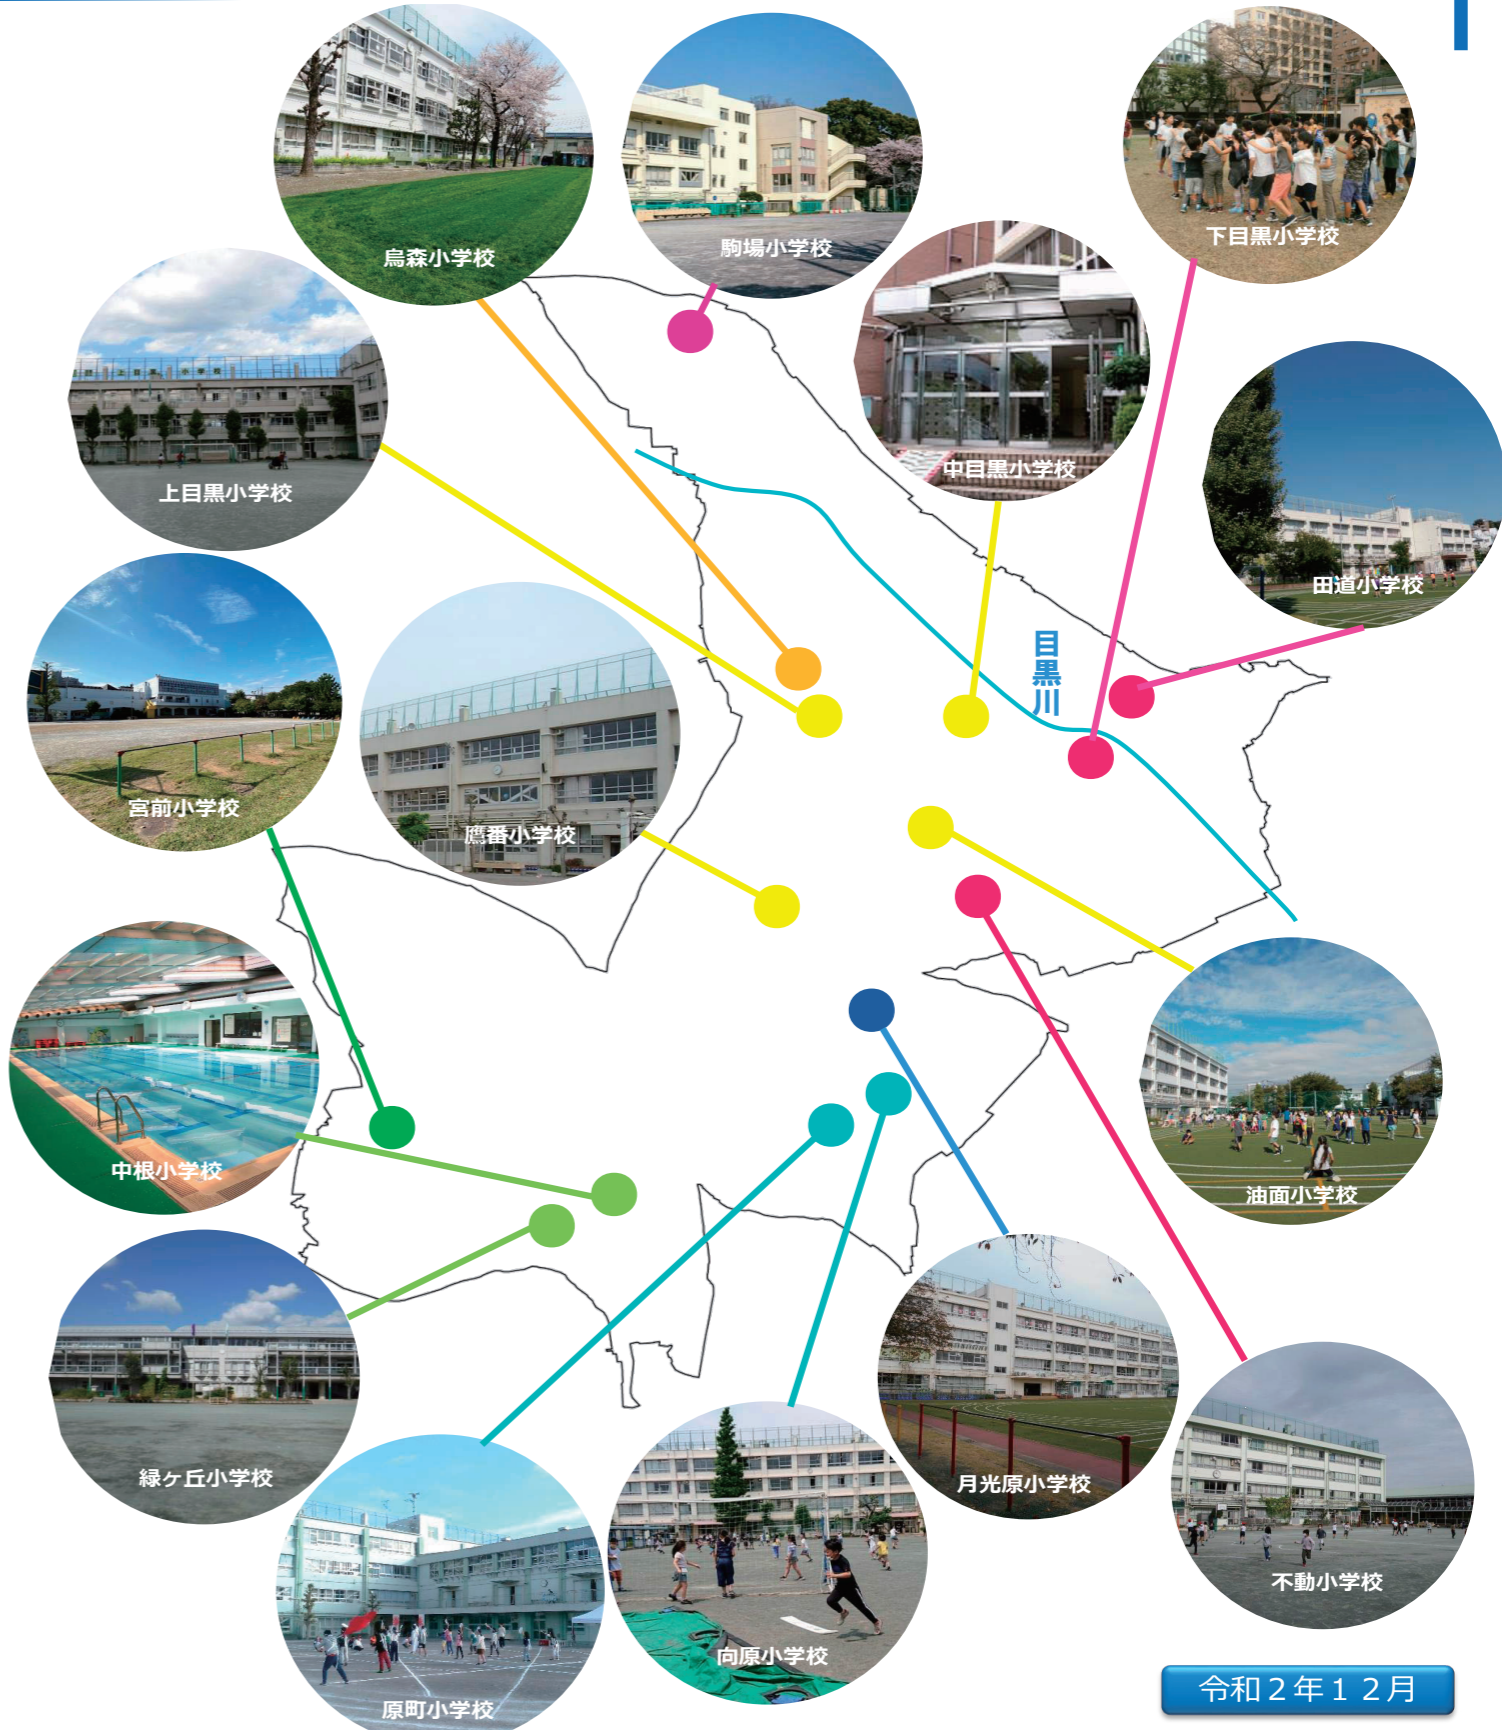 烏森小学校
駒場小学校
下目黒小学校
中目黒小学校
上目黒小学校
田道小学校
目黒川
宮前小学校
鷹番小学校
中根小学校
油面小学校
緑ヶ丘小学校
月光原小学校
不動小学校
向原小学校
原町小学校
令和２年１２月